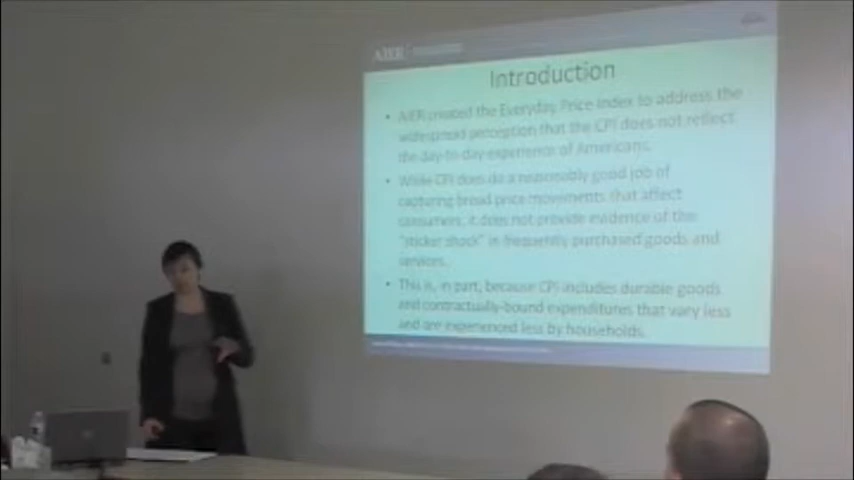 AIER
Introduction
• AIER created the Everyday Price Index to address the
widespread perception that the CPI does not reflect
the day-to-day experience of Americans.
• While CPI does do a reasonably good job of
capturing broad price movements that affect
consumers, it does not provide evidence of the
"sticker shock" in frequently purchased goods and
services.
• This is, in part, because CPI includes durable goods
and contractually-bound expenditures that vary less
and are experienced less by households.